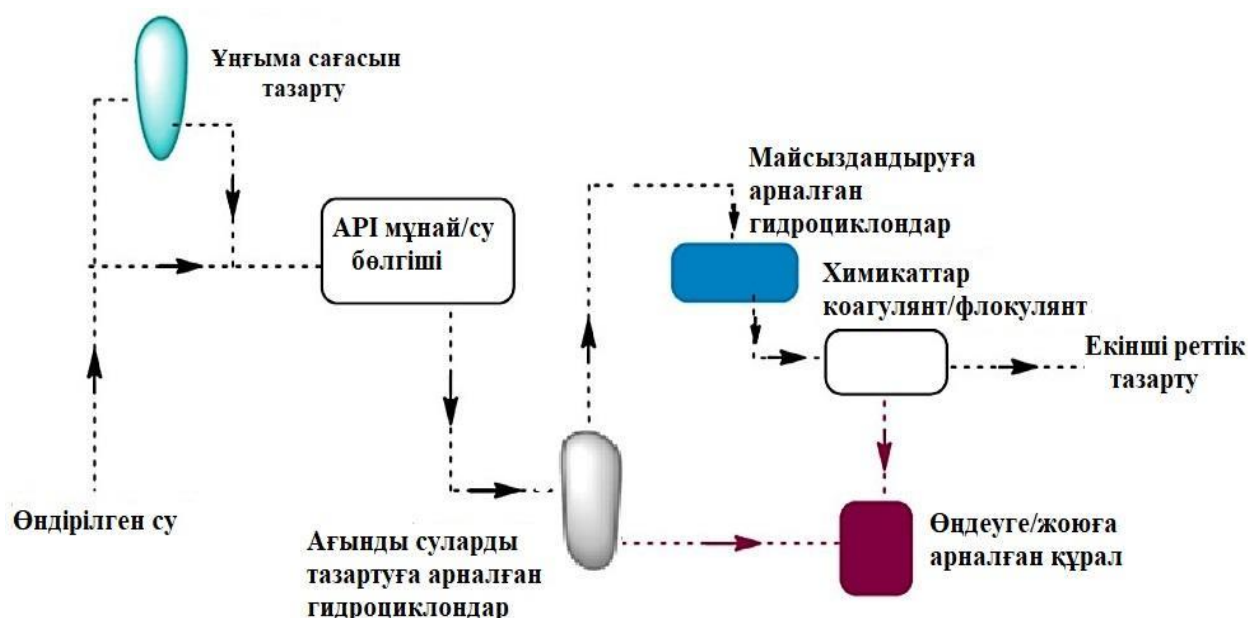 Ұңғыма сағасын
тазарту
API мұнай/су
бөлгіші
Майсыздандыруға
арналған
гидроциклондар
Химикаттар
коагулянт/флокулянт
Екінші реттік
тазарту
Өндірілген су
Ағынды суларды
тазартуға арналған
гидроциклондар
Өңдеуге/жоюға
арналған құрал